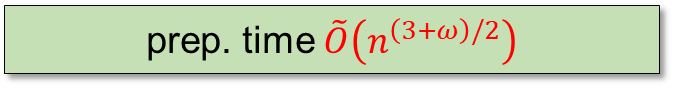 prep. time Õ(n^{(3+ω)/2})